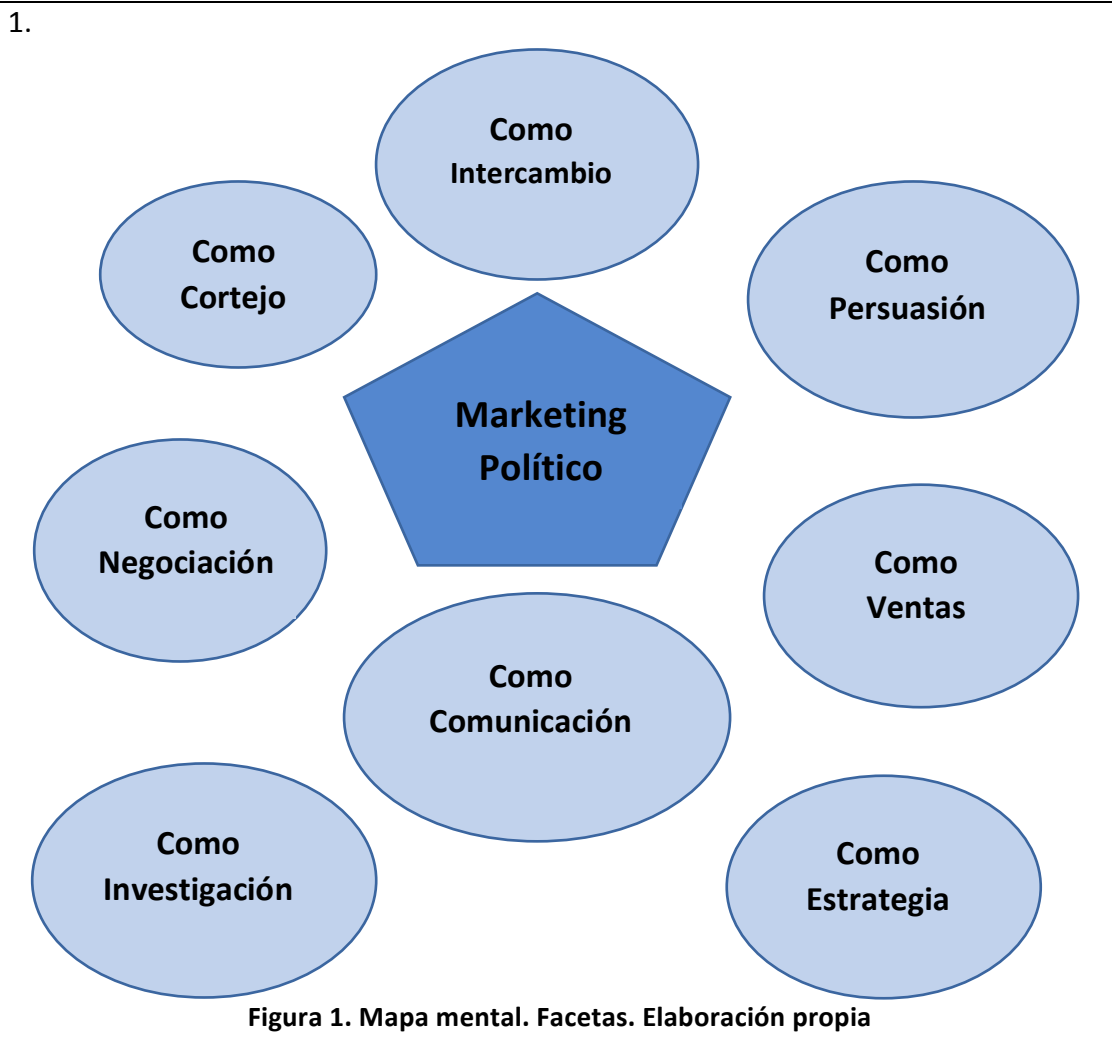 1.
Como
Intercambio
Como
Cortejo
Como
Persuasión
Marketing
Político
Como
Negociación
Como
Ventas
Como
Comunicación
Como
Investigación
Como
Estrategia
Figura 1. Mapa mental. Facetas. Elaboración propia